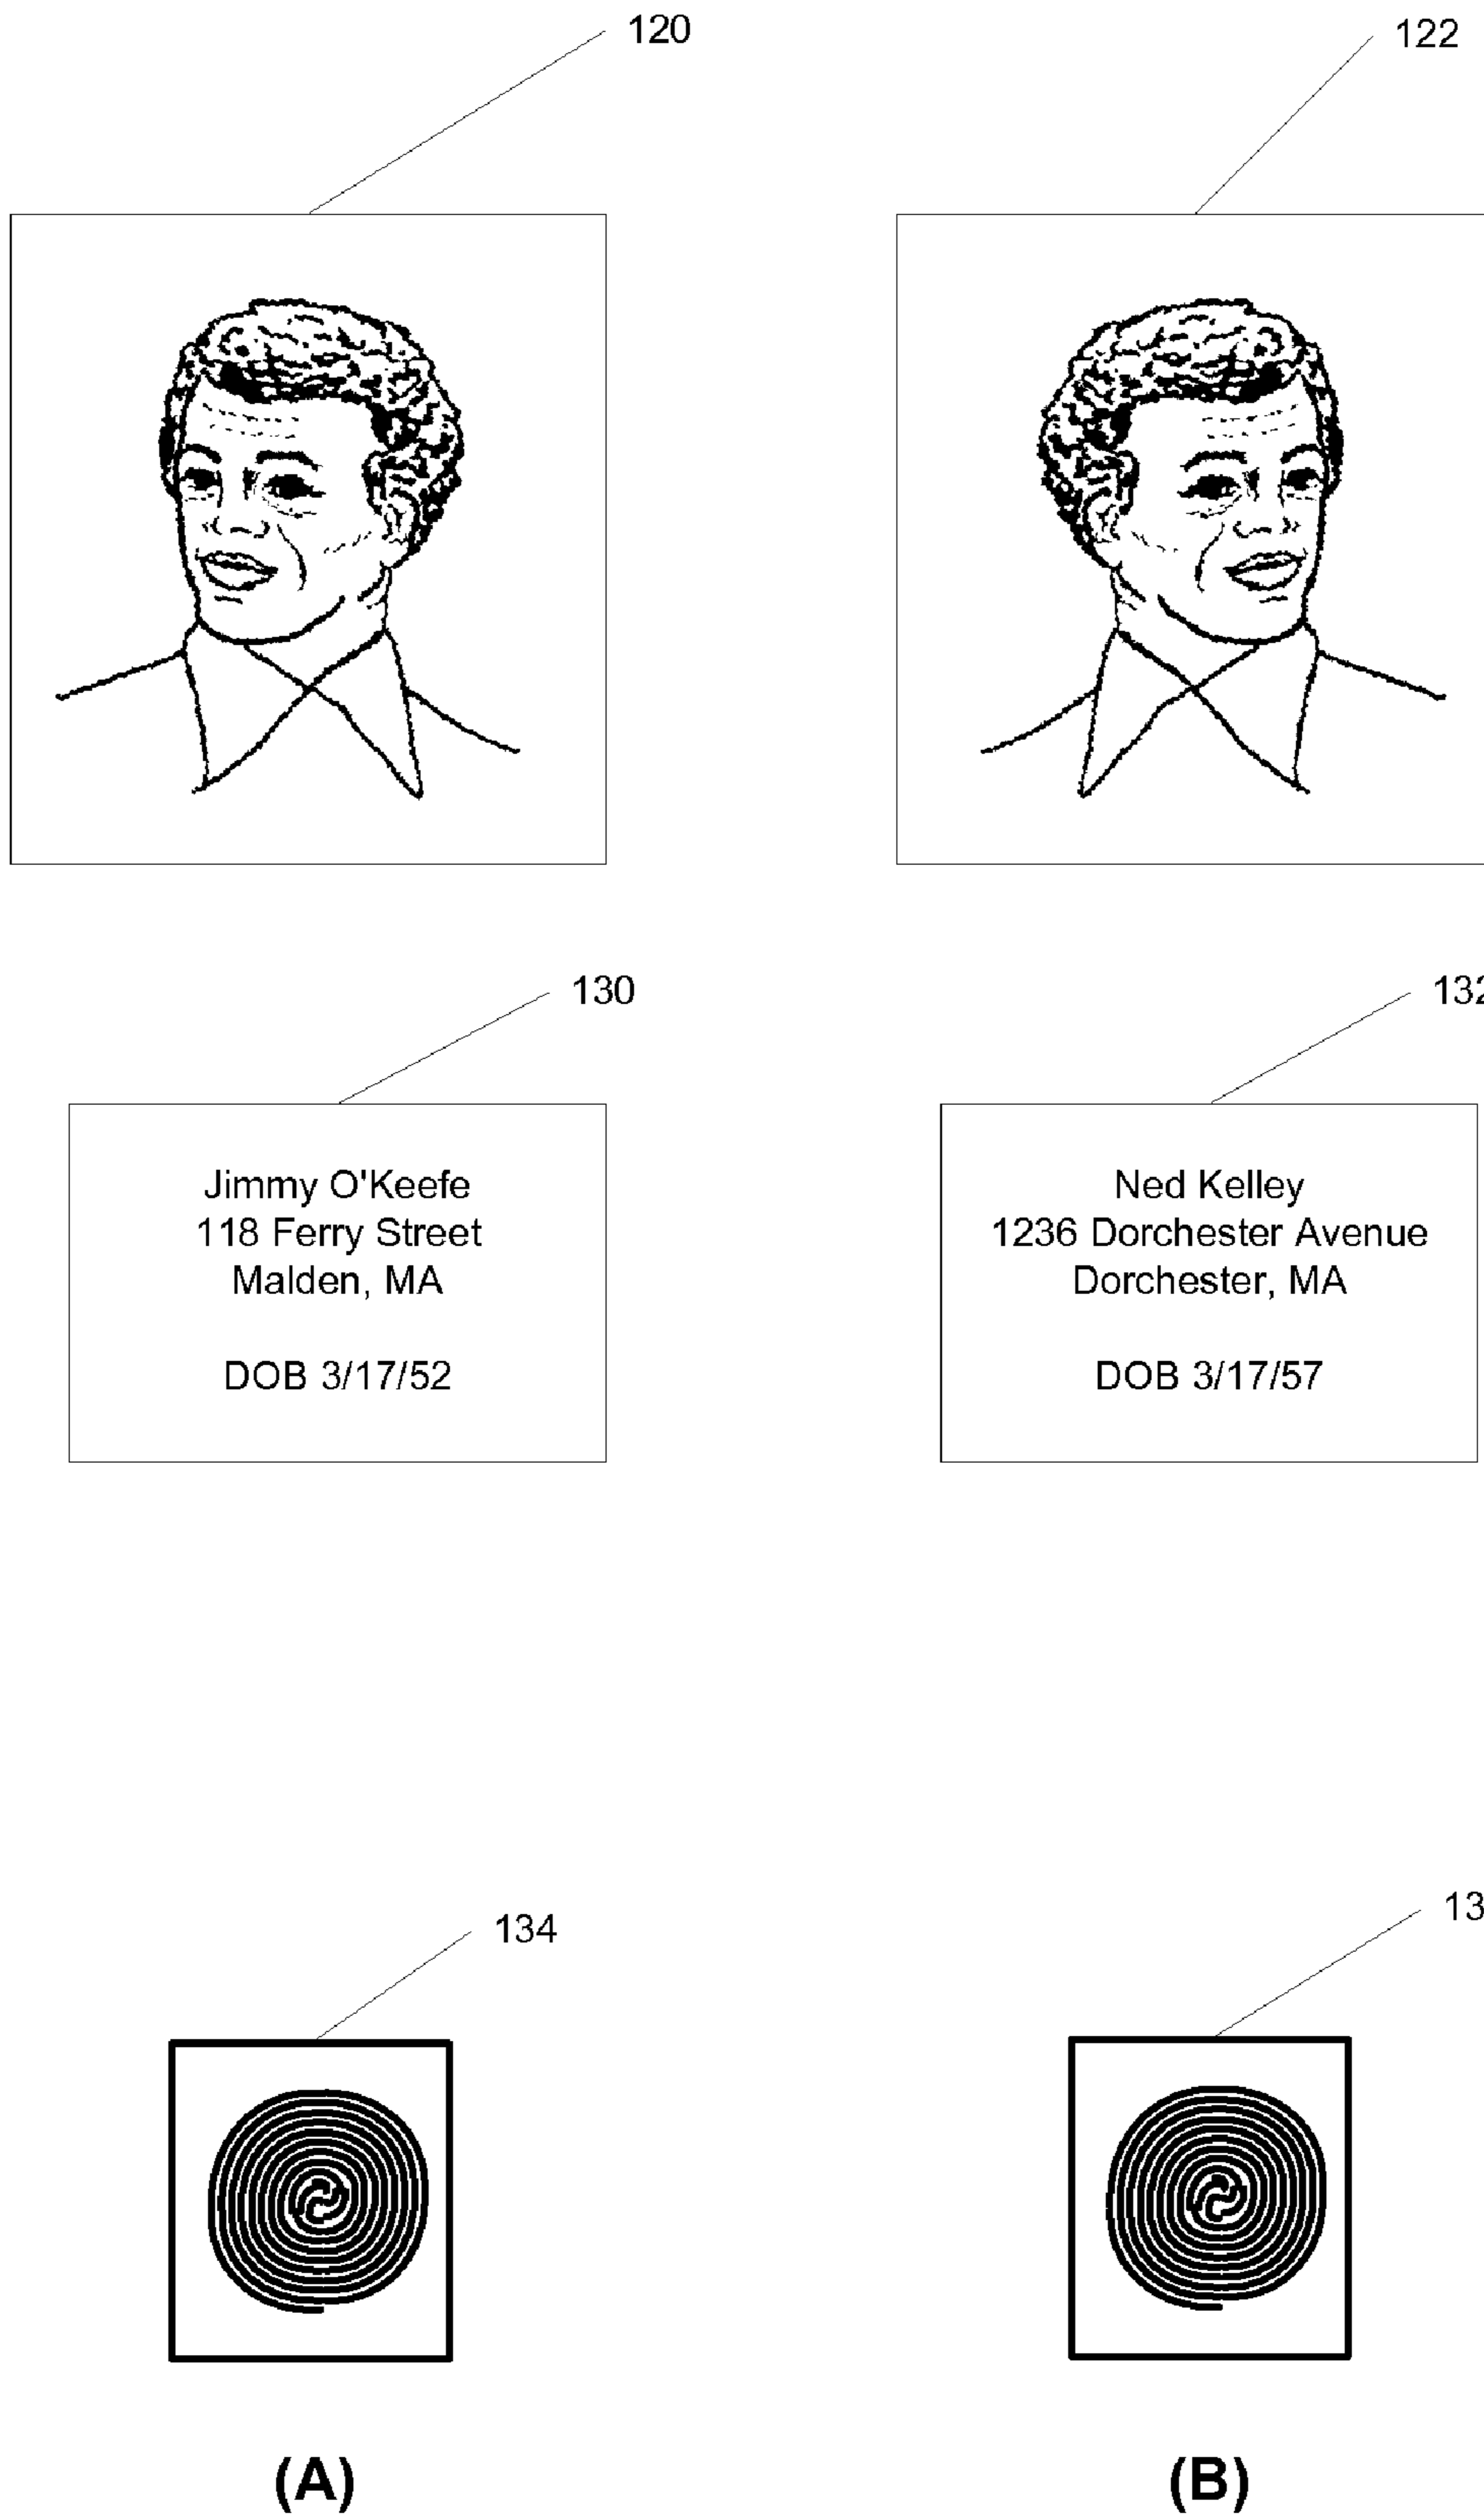 120
122
130
132
Jimmy O'Keefe
118 Ferry Street
Malden, MA
DOB 3/17/52
Ned Kelley
1236 Dorchester Avenue
Dorchester, MA
DOB 3/17/57
134
(A)
(B)